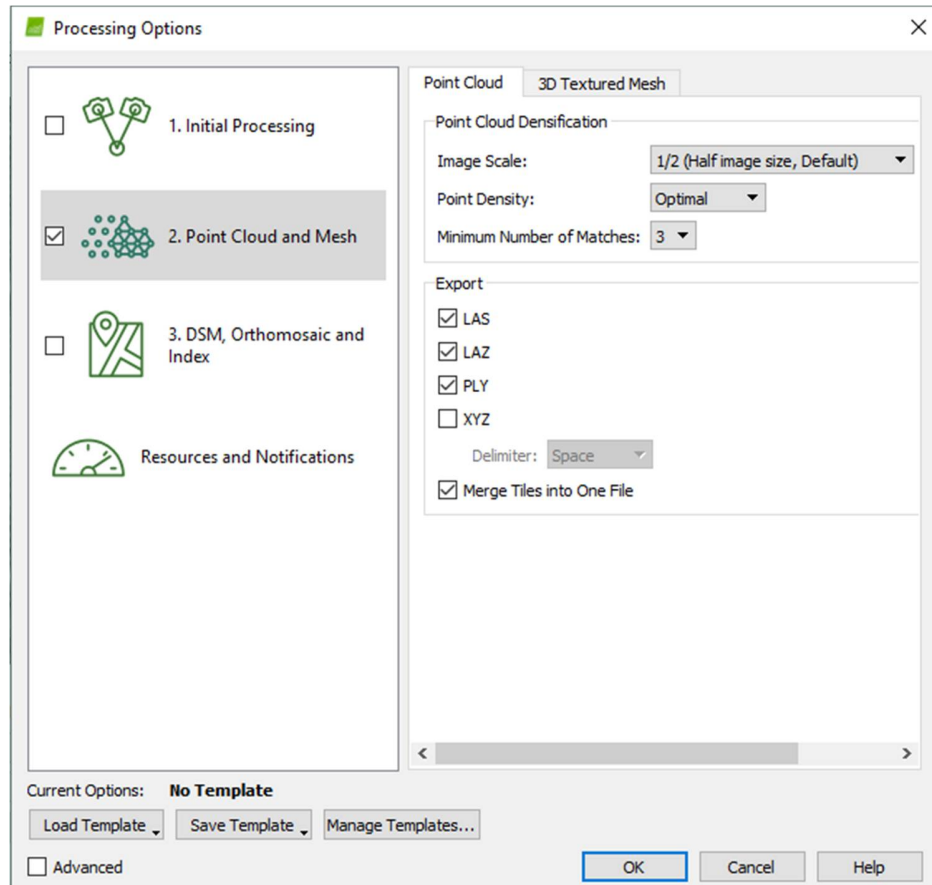 Processing Options
1. Initial Processing
2. Point Cloud and Mesh
3. DSM, Orthomosaic and
Index
Resources and Notifications
Point Cloud 3D Textured Mesh
Point Cloud Densification
Image Scale: 1/2 (Half image size, Default)
Point Density: Optimal
Minimum Number of Matches: 3
Export
LAS
LAZ
PLY
XYZ
Delimiter: Space
Merge Tiles into One File
Current Options: No Template
Load Template Save Template Manage Templates...
Advanced OK Cancel Help